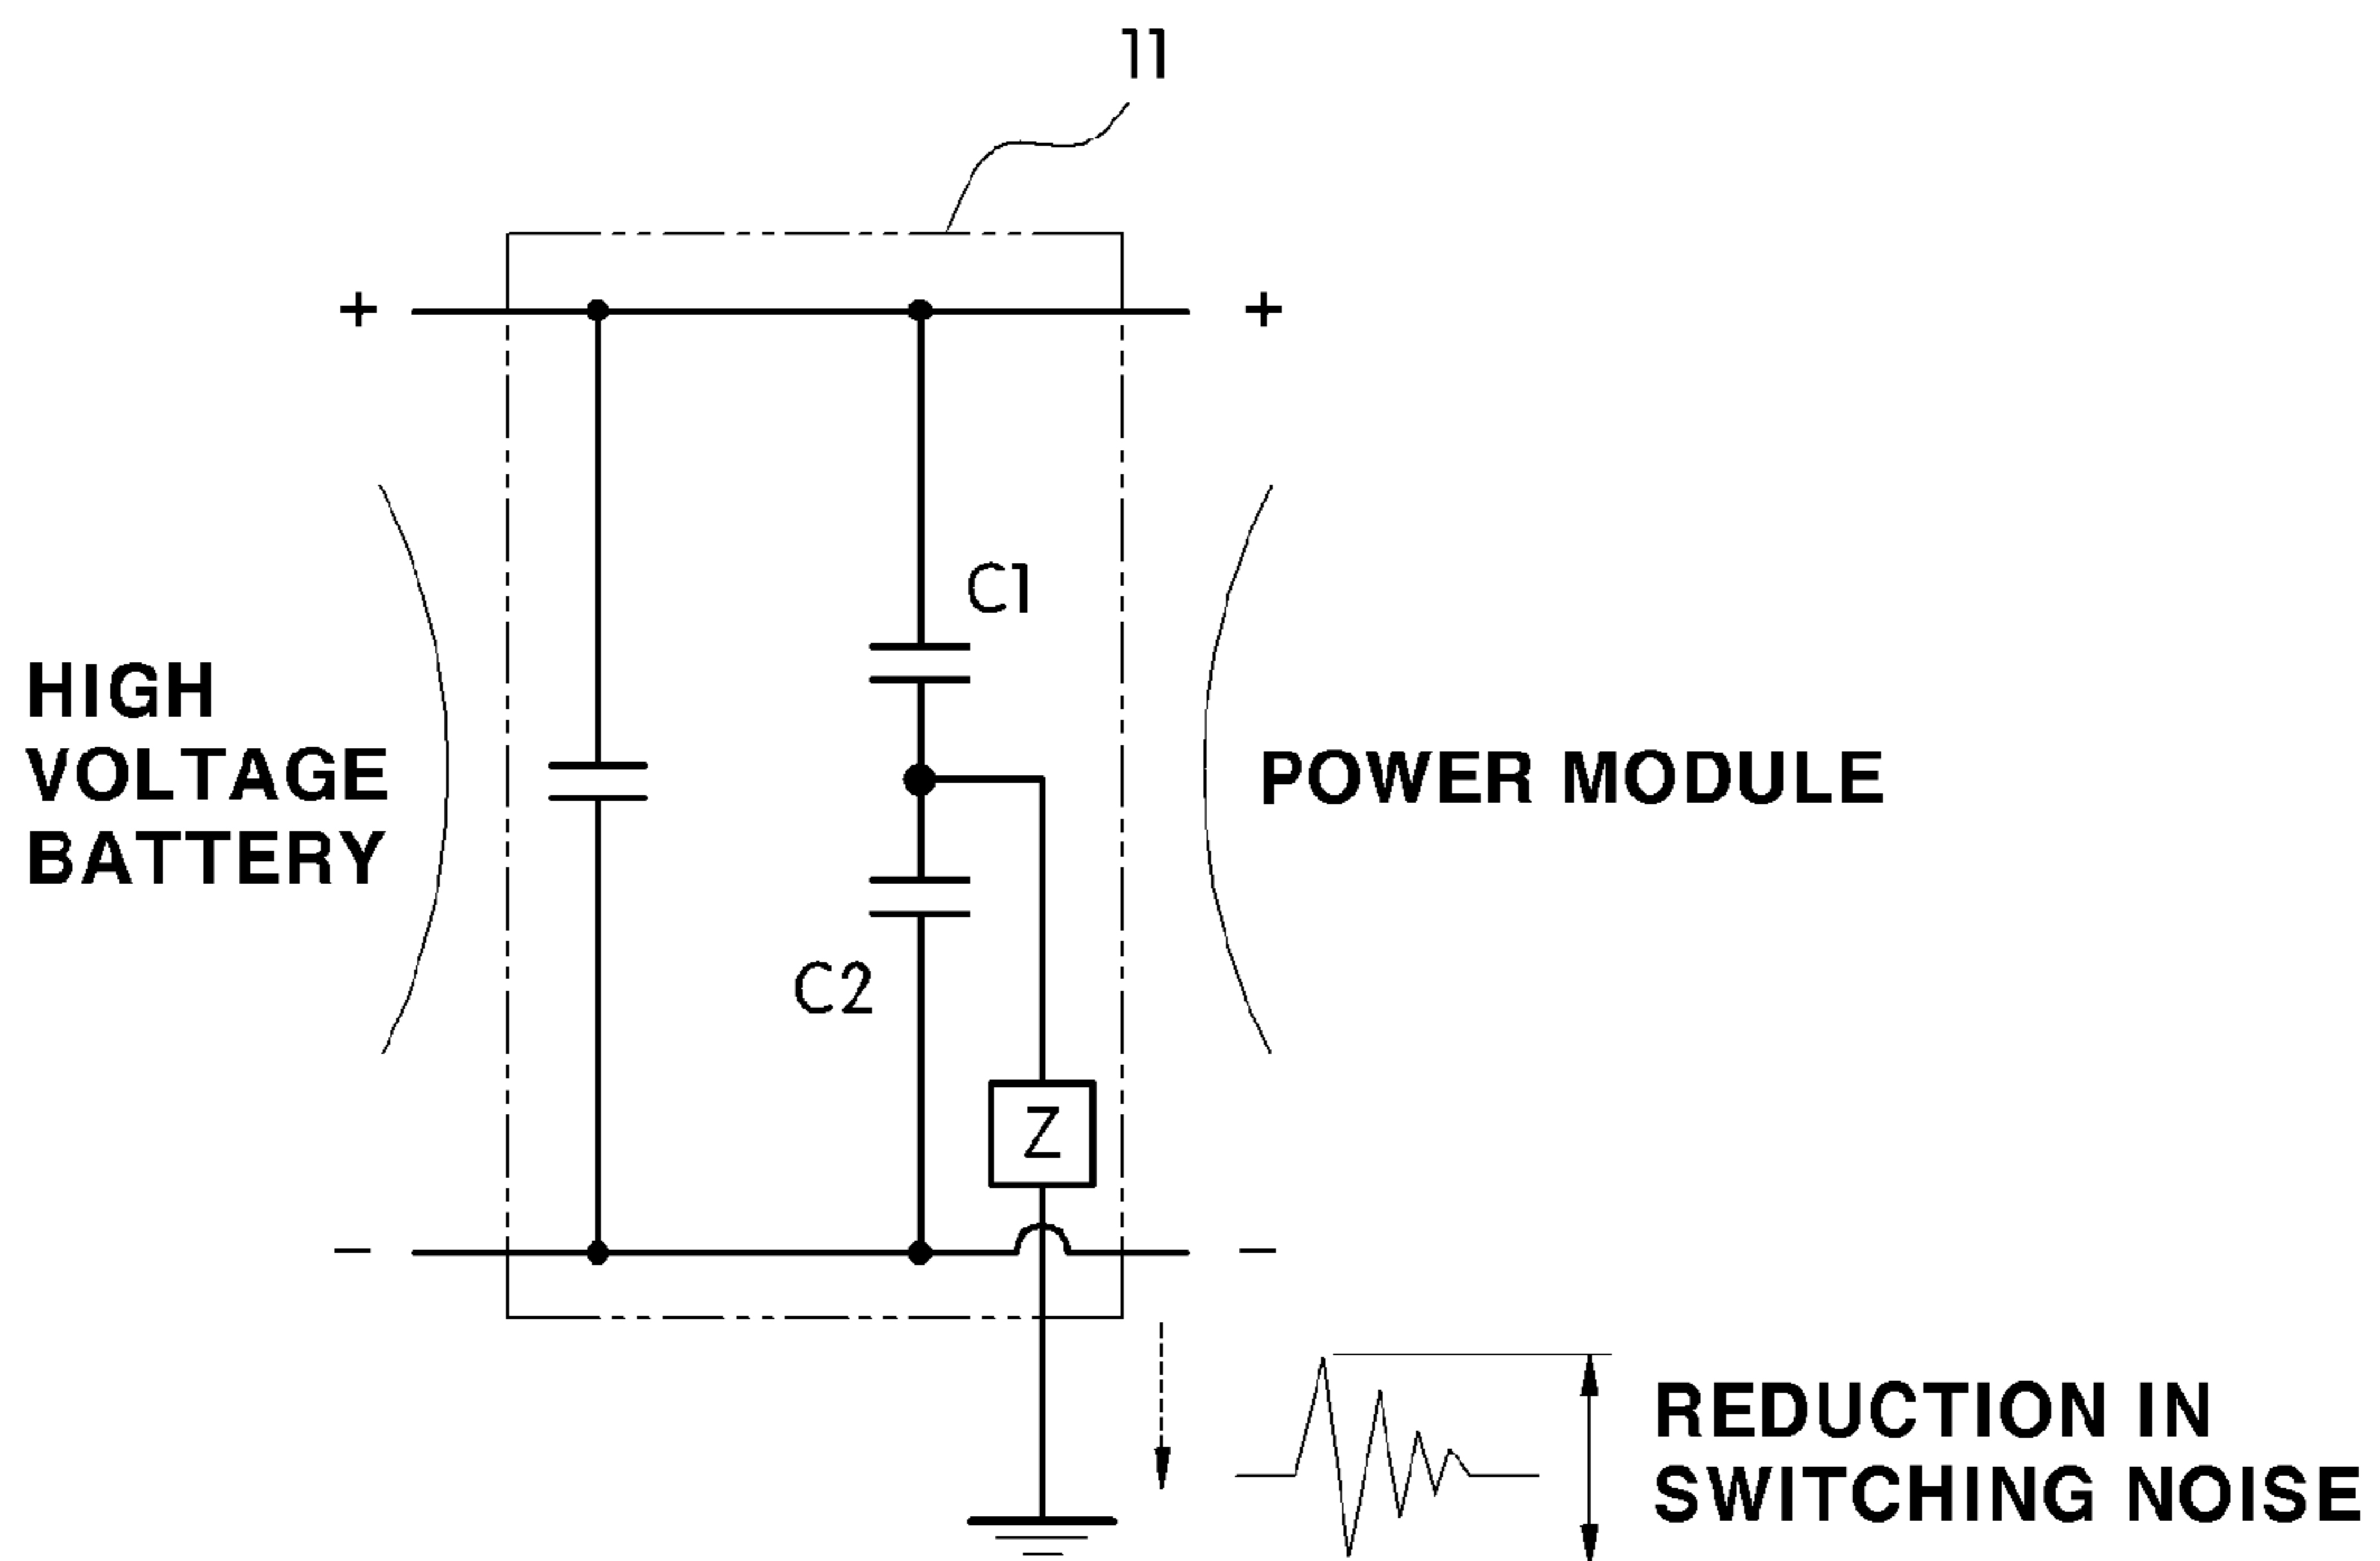 11
+
+
C1
HIGH
VOLTAGE
BATTERY
POWER MODULE
C2
Z
−
−
REDUCTION IN
SWITCHING NOISE